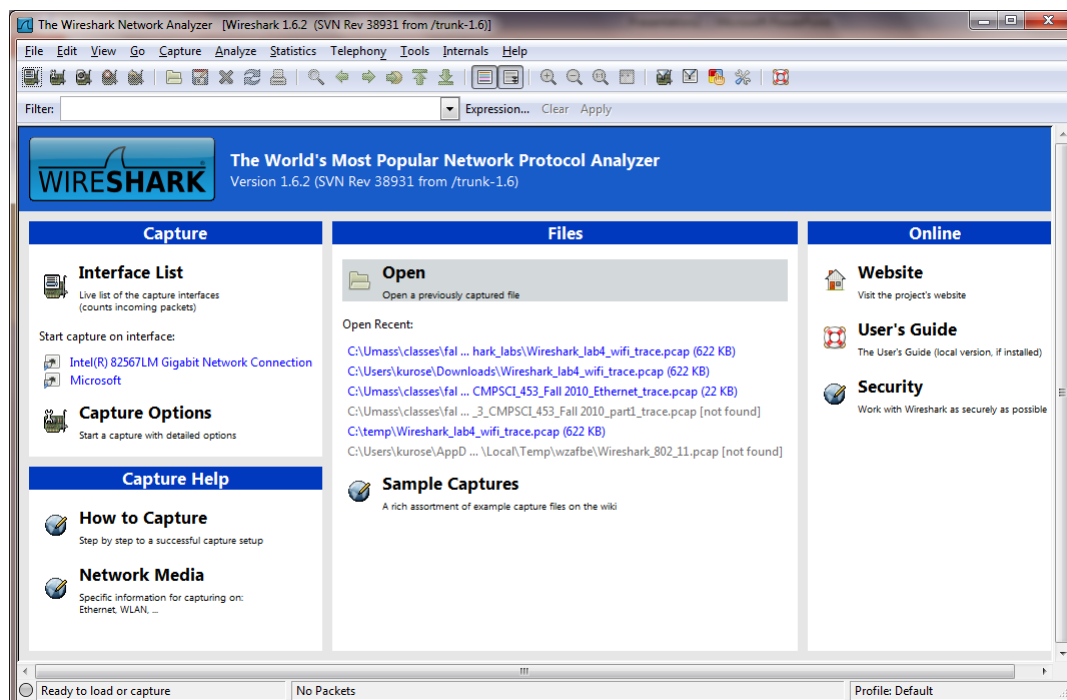 The Wireshark Network Analyzer [Wireshark 1.6.2 (SVN Rev 38931 from /trunk-1.6)]
File Edit View Go Capture Analyze Statistics Telephony Tools Internals Help
Filter: Expression... Clear Apply
WIRESHARK
The World's Most Popular Network Protocol Analyzer
Version 1.6.2 (SVN Rev 38931 from /trunk-1.6)
Capture
Interface List
Live list of the capture interfaces
(counts incoming packets)
Start capture on interface:
Intel(R) 82567LM Gigabit Network Connection
Microsoft
Capture Options
Start a capture with detailed options
Capture Help
How to Capture
Step by step to a successful capture setup
Network Media
Specific information for capturing on:
Ethernet, WLAN, ...
Files
Open
Open a previously captured file
Open Recent:
C:\Umass\classes\fal ... hark_labs\Wireshark_lab4_wifi_trace.pcap (622 KB)
C:\Users\kurose\Downloads\Wireshark_lab4_wifi_trace.pcap (622 KB)
C:\Umass\classes\fal ... CMPSCI_453_Fall 2010_Ethernet_trace.pcap (22 KB)
C:\Umass\classes\fal ... _3_CMPSCI_453_Fall 2010_part1_trace.pcap [not found]
C:\temp\Wireshark_lab4_wifi_trace.pcap (622 KB)
C:\Users\kurose\AppD ... \Local\Temp\wzafbe\Wireshark_802_11.pcap [not found]
Sample Captures
A rich assortment of example capture files on the wiki
Online
Website
Visit the project's website
User's Guide
The User's Guide (local version, if installed)
Security
Work with Wireshark as securely as possible
Ready to load or capture
No Packets
Profile: Default